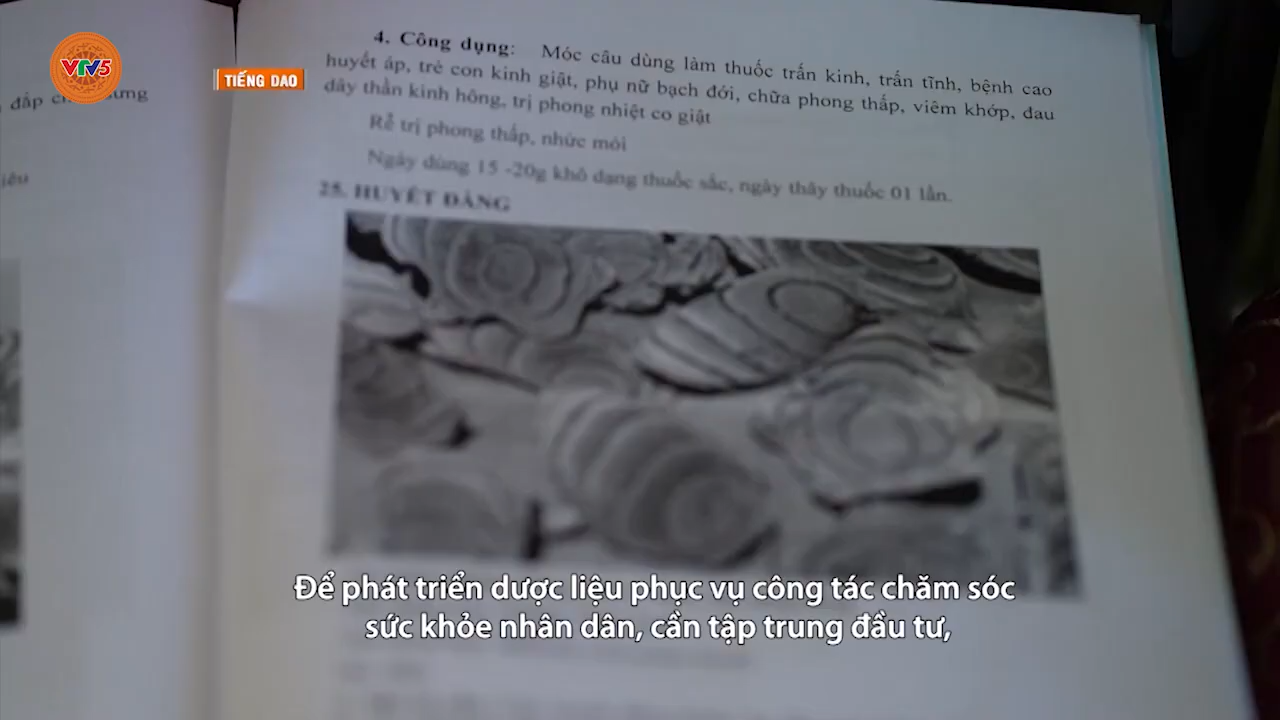 VTV5
TIẾNG DAO
4. Công dụng: Móc câu dùng làm thuốc trấn kinh, trấn tĩnh, bệnh cao
huyết áp, trẻ con kinh giật, phụ nữ bạch đới, chữa phong thấp, viêm khớp, đau
dây thần kinh hông, trị phong nhiệt co giật
Rễ trị phong thấp, nhức mỏi
Ngày dùng 15 -20g khô dạng thuốc sắc, ngày thay thuốc 01 lần.
25. HUYẾT ĐẰNG
đắp
Để phát triển dược liệu phục vụ công tác chăm sóc
sức khỏe nhân dân, cần tập trung đầu tư,